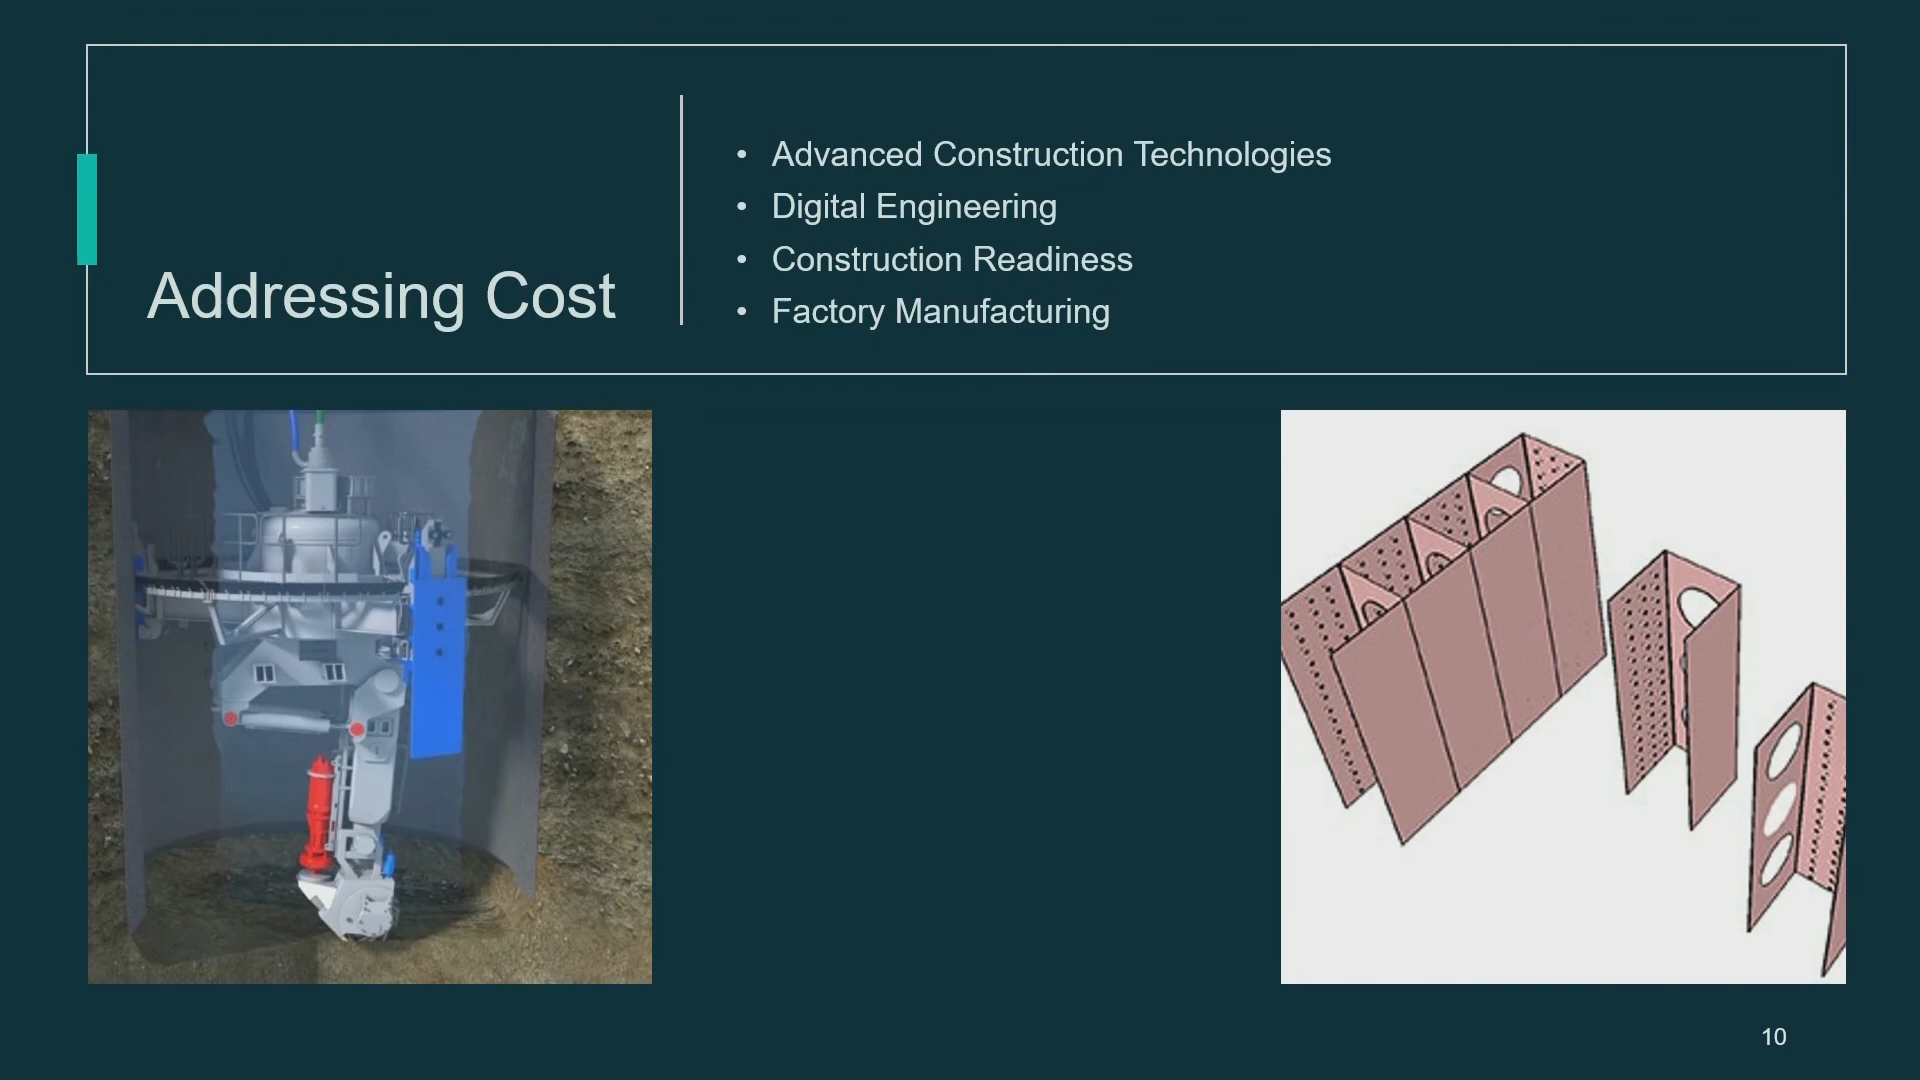 Addressing Cost
• Advanced Construction Technologies
• Digital Engineering
• Construction Readiness
• Factory Manufacturing
10